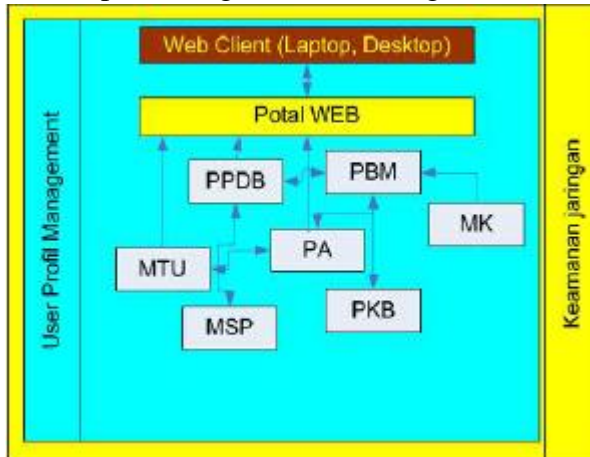 Web Client (Laptop, Desktop)
Potal WEB
PPDB
PBM
MK
PA
MTU
MSP
PKB
User Profil Management
Keamanan jaringan